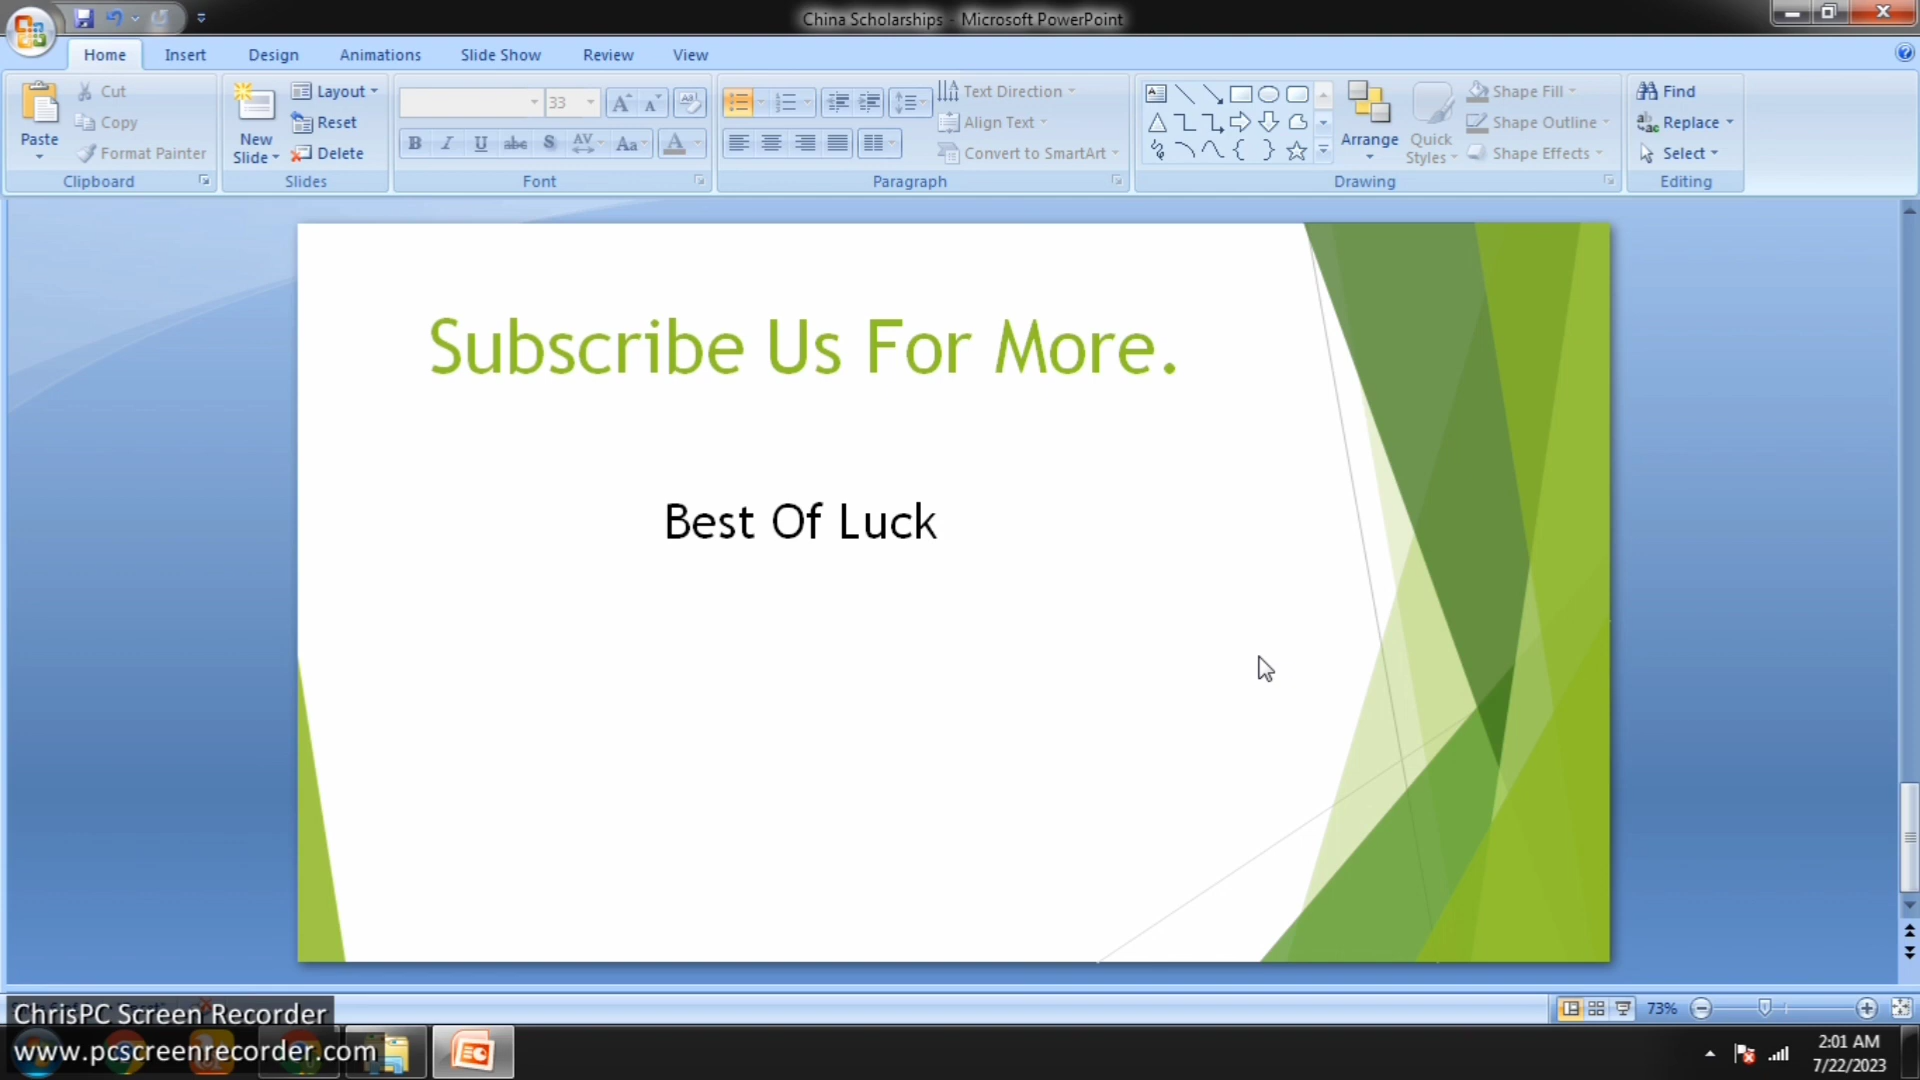 China Scholarships - Microsoft PowerPoint
Home Insert Design Animations Slide Show Review View
Paste
Cut
Copy
Format Painter
Clipboard
New Slide
Layout
Reset
Delete
Slides
33
Font
Text Direction
Align Text
Convert to SmartArt
Paragraph
Arrange
Quick Styles
Shape Fill
Shape Outline
Shape Effects
Drawing
Find
Replace
Select
Editing
Subscribe Us For More.
Best Of Luck
73%
ChrisPC Screen Recorder
www.pcscreenrecorder.com
2:01 AM
7/22/2023